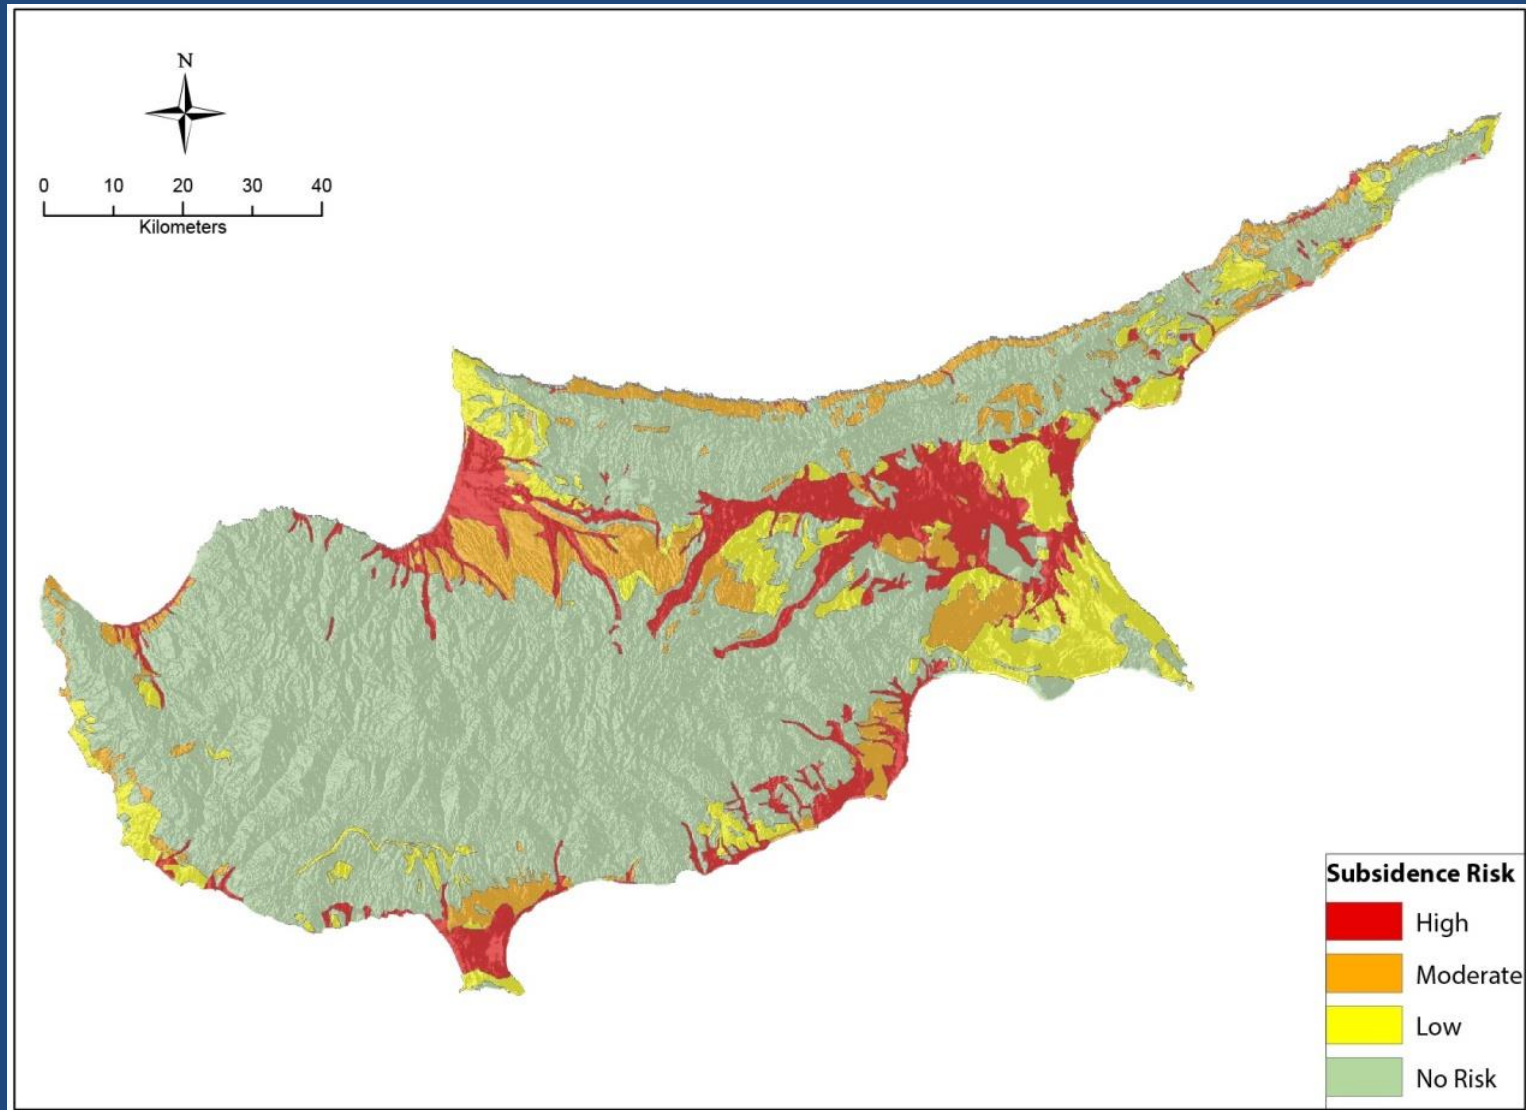 N
0 10 20 30 40
Kilometers
Subsidence Risk
High
Moderate
Low
No Risk